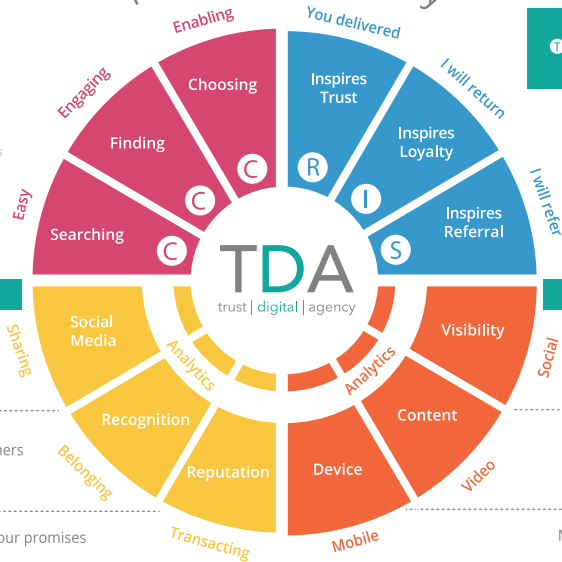 Enabling
You delivered
Engaging
I will return
Choosing
Inspires
Trust
Finding
Inspires
Loyalty
C
R
C
I
Easy
I will refer
Searching
Inspires
Referral
C
S
TDA
trust | digital | agency
Sharing
Social
Media
Analytics
Analytics
Visibility
Social
Recognition
Content
Belonging
Reputation
Device
Video
Transacting
Mobile
our promises